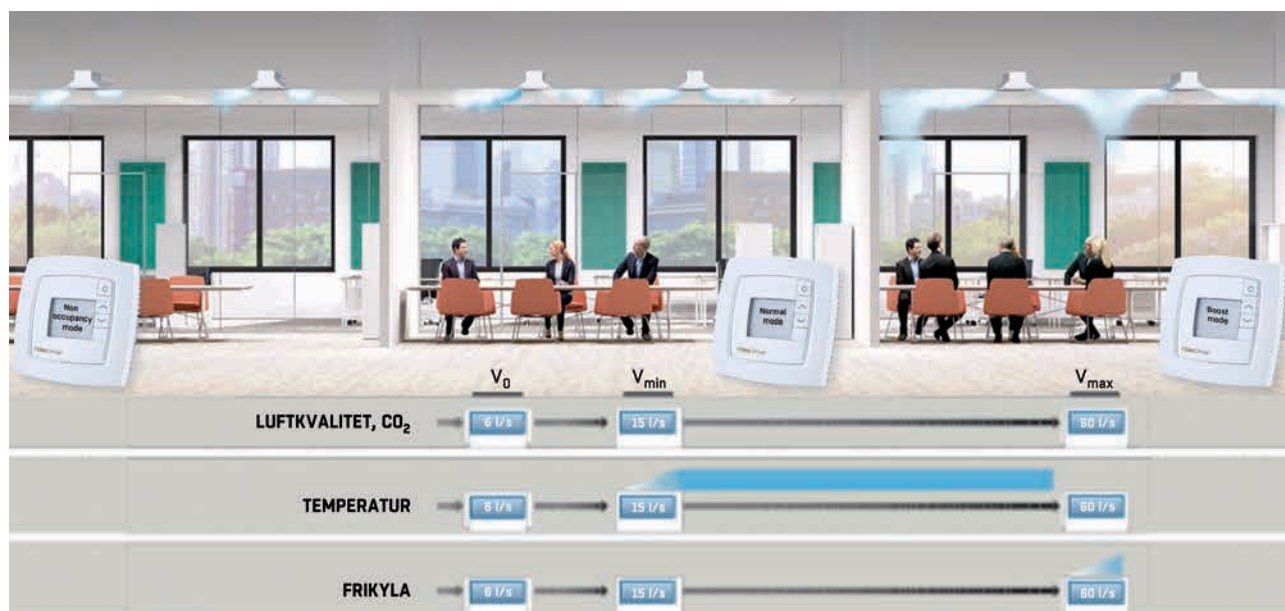 Non
occupancy
mode
Normal
mode
Boost
mode
V0 Vmin Vmax
LUFTKVALITET, CO2 6 l/s 15 l/s 60 l/s
TEMPERATUR 6 l/s 15 l/s 60 l/s
FRIKYLA 6 l/s 15 l/s 60 l/s